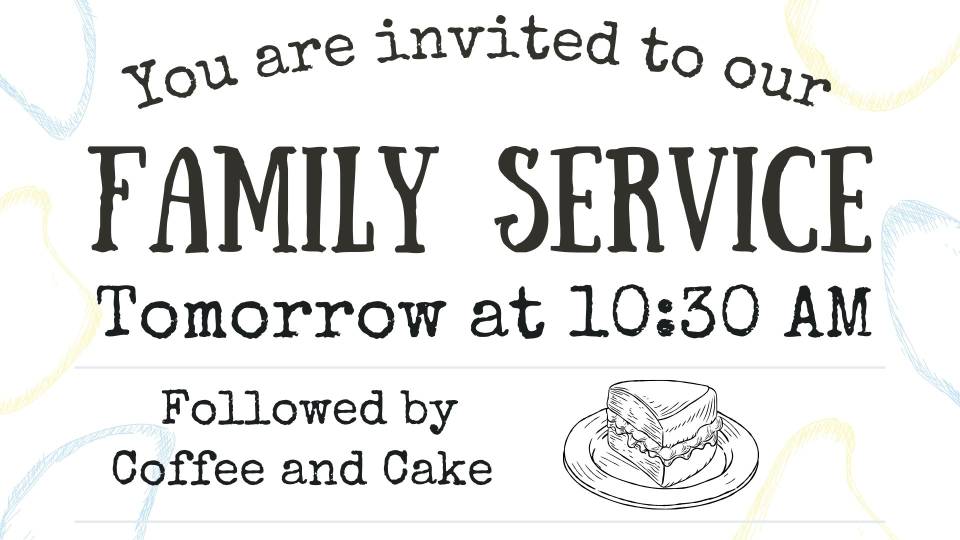 You are invited to our
FAMILY SERVICE
Tomorrow at 10:30 AM
Followed by
Coffee and Cake